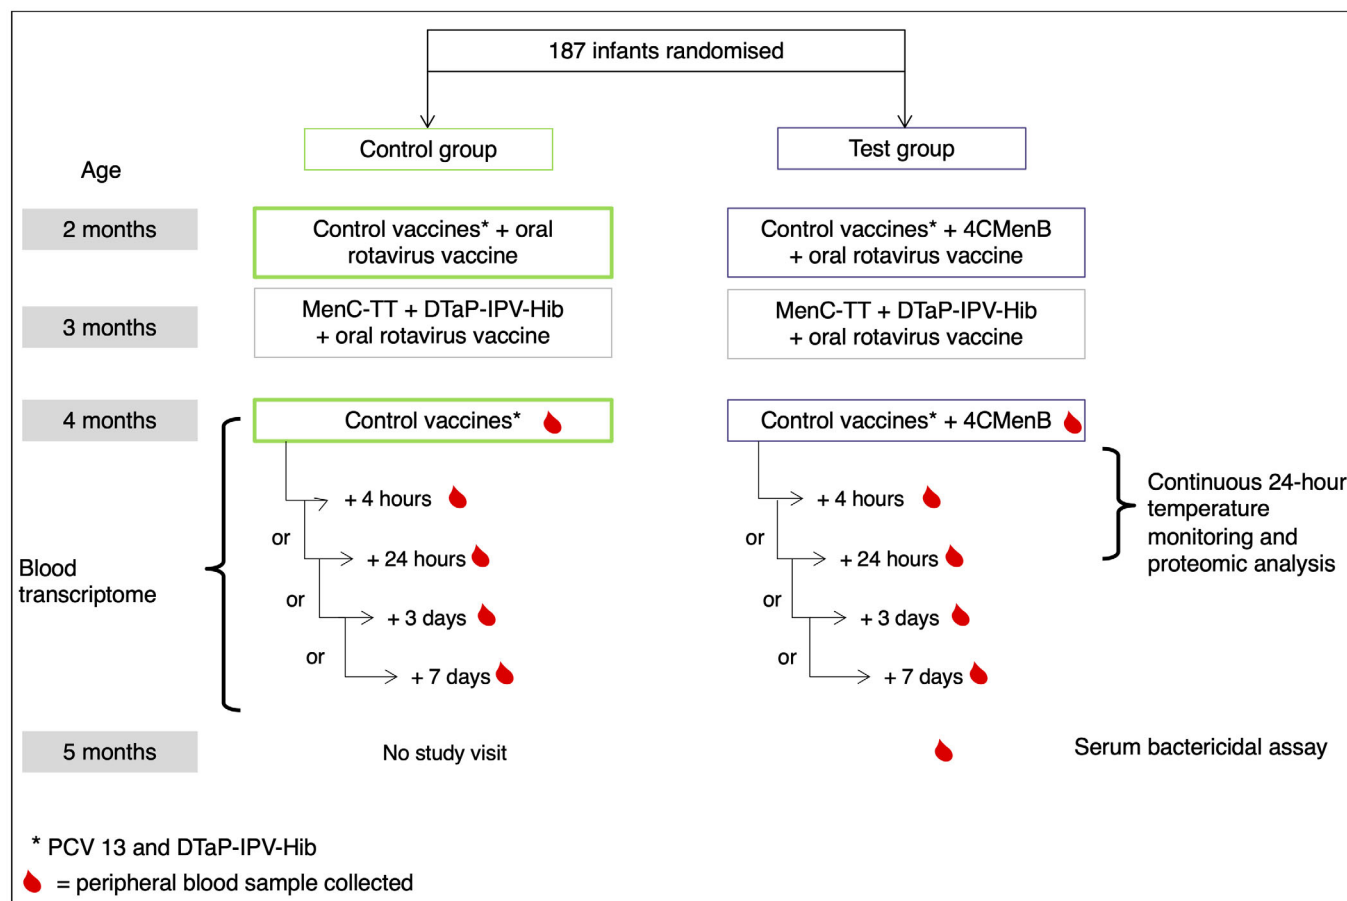 187 infants randomised
Control group
Test group
Age
2 months
Control vaccines* + oral
rotavirus vaccine
Control vaccines* + 4CMenB
+ oral rotavirus vaccine
3 months
MenC-TT + DTaP-IPV-Hib
+ oral rotavirus vaccine
MenC-TT + DTaP-IPV-Hib
+ oral rotavirus vaccine
4 months
Control vaccines*
Control vaccines* + 4CMenB
Blood
transcriptome
+ 4 hours
or
+ 24 hours
or
+ 3 days
or
+ 7 days
+ 4 hours
or
+ 24 hours
or
+ 3 days
or
+ 7 days
Continuous 24-hour
temperature
monitoring and
proteomic analysis
5 months
No study visit
Serum bactericidal assay
* PCV 13 and DTaP-IPV-Hib
= peripheral blood sample collected